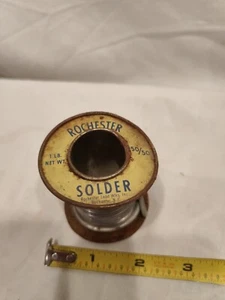 ROCHESTER
1 LB.
NET WT.
50/50
SOLDER
1 2 3